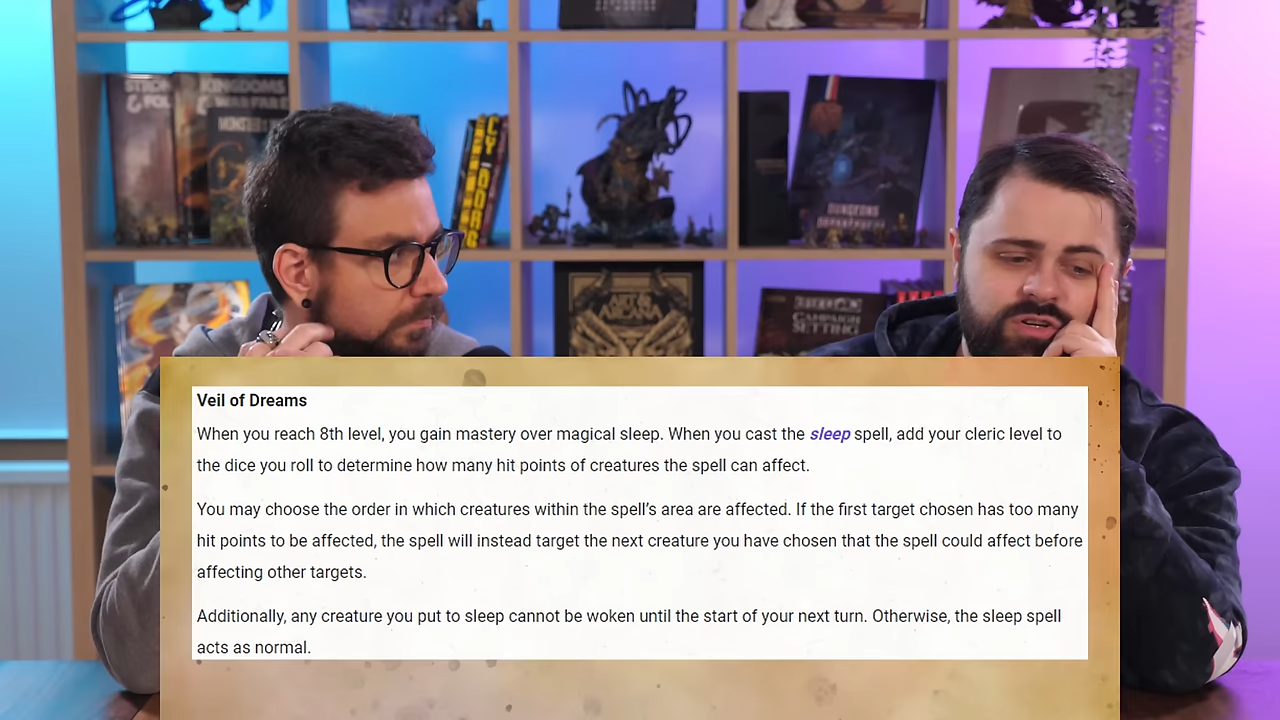 STRON
& FOL
KINGDOMS
WARFARE
CY_BORG
DUNGEONS
ART &
ARCANA
CAMPAIGN
SETTING
Veil of Dreams
When you reach 8th level, you gain mastery over magical sleep. When you cast the sleep spell, add your cleric level to
the dice you roll to determine how many hit points of creatures the spell can affect.
You may choose the order in which creatures within the spell’s area are affected. If the first target chosen has too many
hit points to be affected, the spell will instead target the next creature you have chosen that the spell could affect before
affecting other targets.
Additionally, any creature you put to sleep cannot be woken until the start of your next turn. Otherwise, the sleep spell
acts as normal.